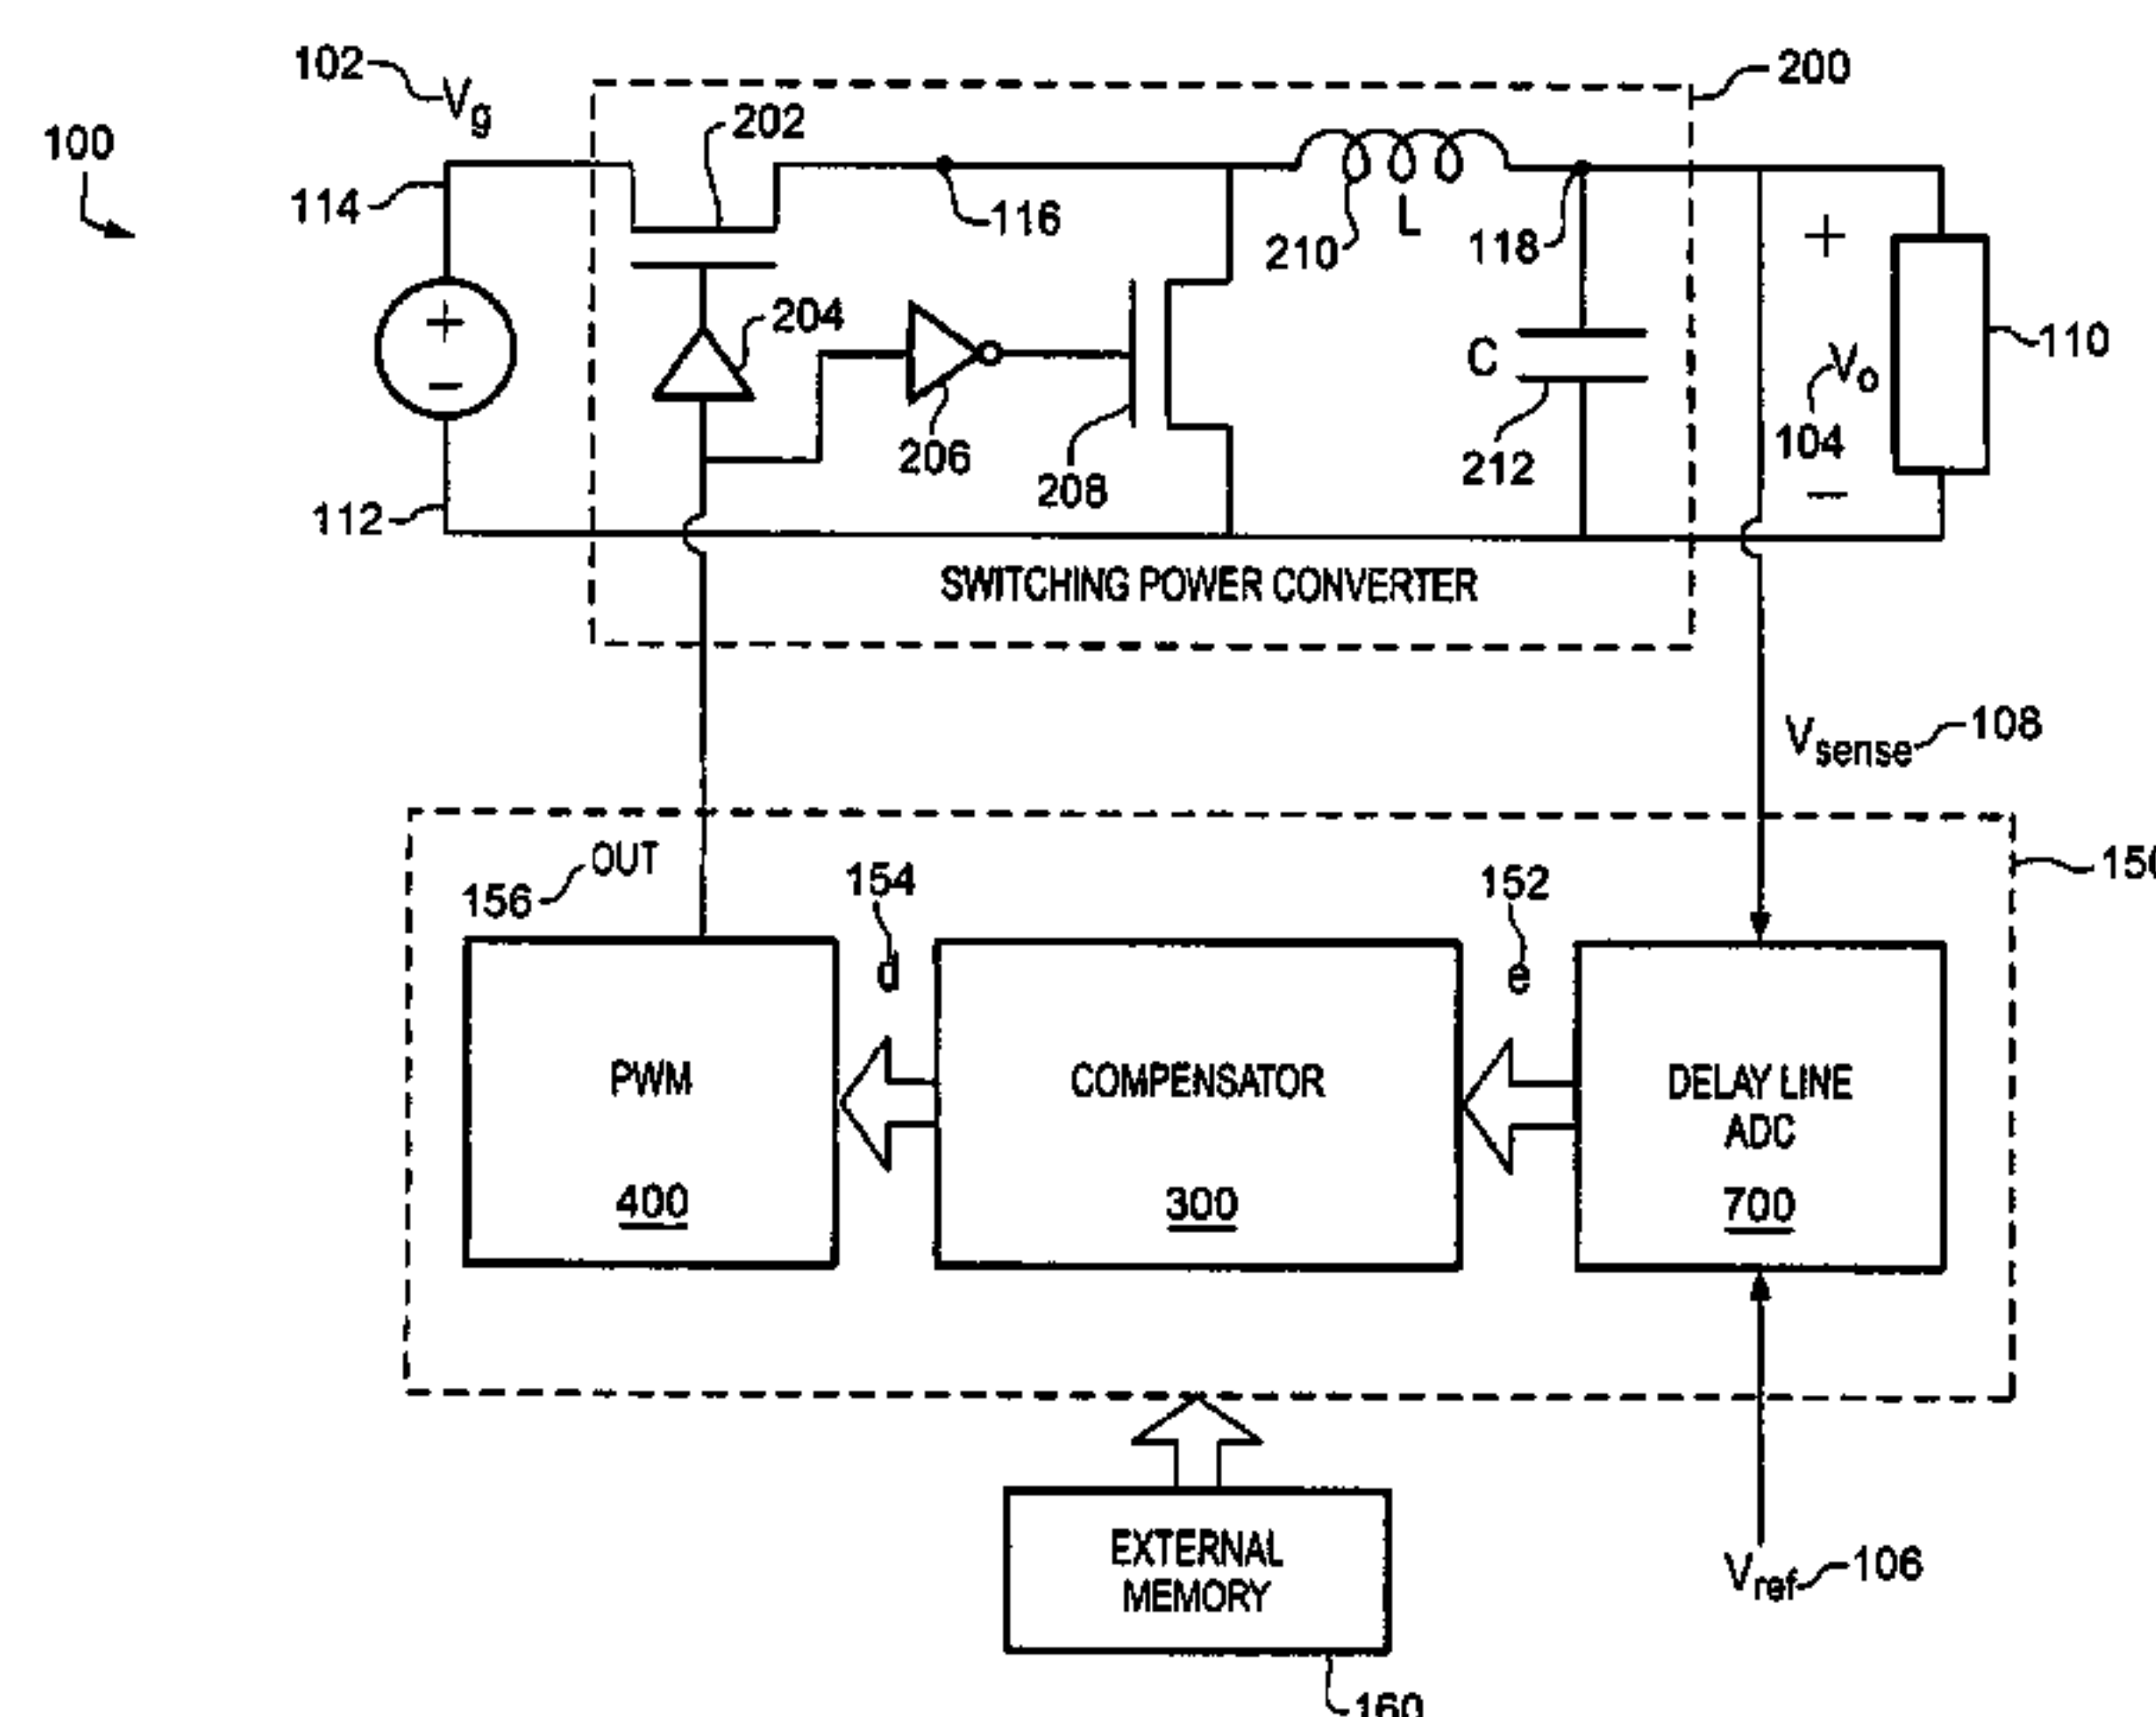 102
Vg
200
100
202
114
116
210
L
118
204
+
+
−
206
208
C
212
Vo
104
−
110
112
SWITCHING POWER CONVERTER
Vsense
108
OUT
156
154
d
152
e
PWM
400
COMPENSATOR
300
DELAY LINE
ADC
700
EXTERNAL
MEMORY
160
Vref
106